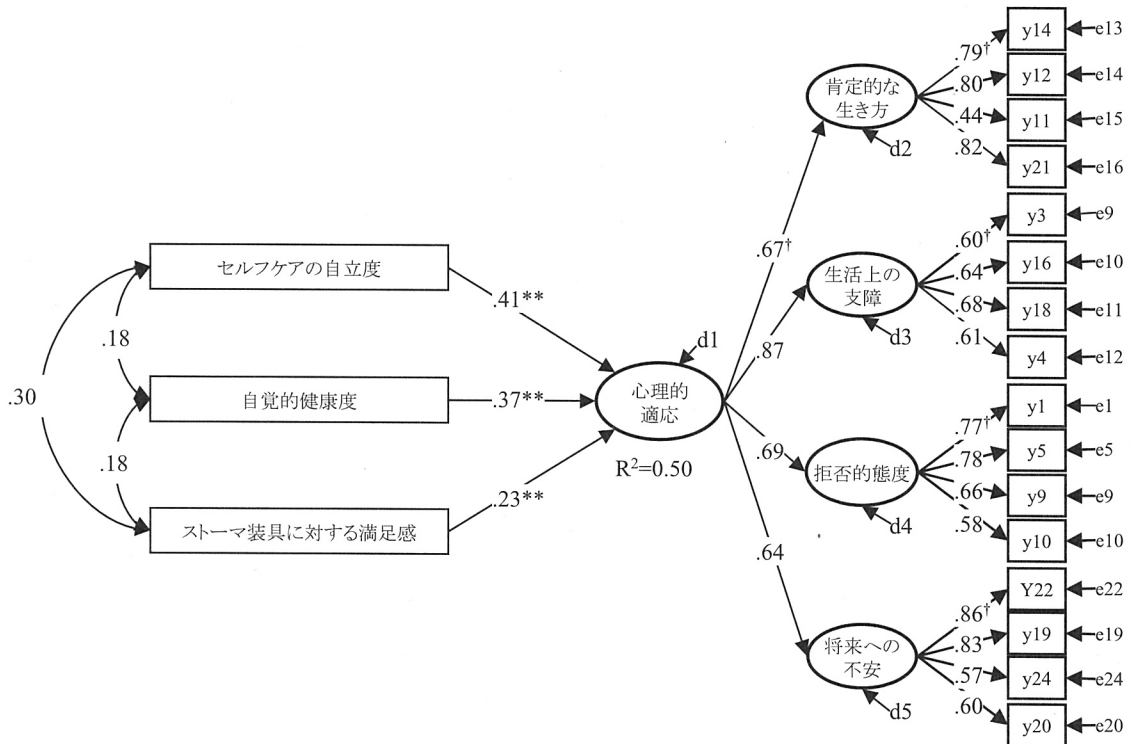 セルフケアの自立度
自覚的健康度
ストーマ装具に対する満足感
.30
.18
.18
.41**
.37**
.23**
d1
心理的
適応
R²=0.50
.67†
.87
.69
.64
肯定的な
生き方
d2
.79†
.80
.44
.82
y14
e13
y12
e14
y11
e15
y21
e16
生活上の
支障
d3
.60†
.64
.68
.61
y3
e9
y16
e10
y18
e11
y4
e12
拒否的態度
d4
.77†
.78
.66
.58
y1
e1
y5
e5
y9
e9
y10
e10
将来への
不安
d5
.86†
.83
.57
.60
Y22
e22
y19
e19
y24
e24
y20
e20